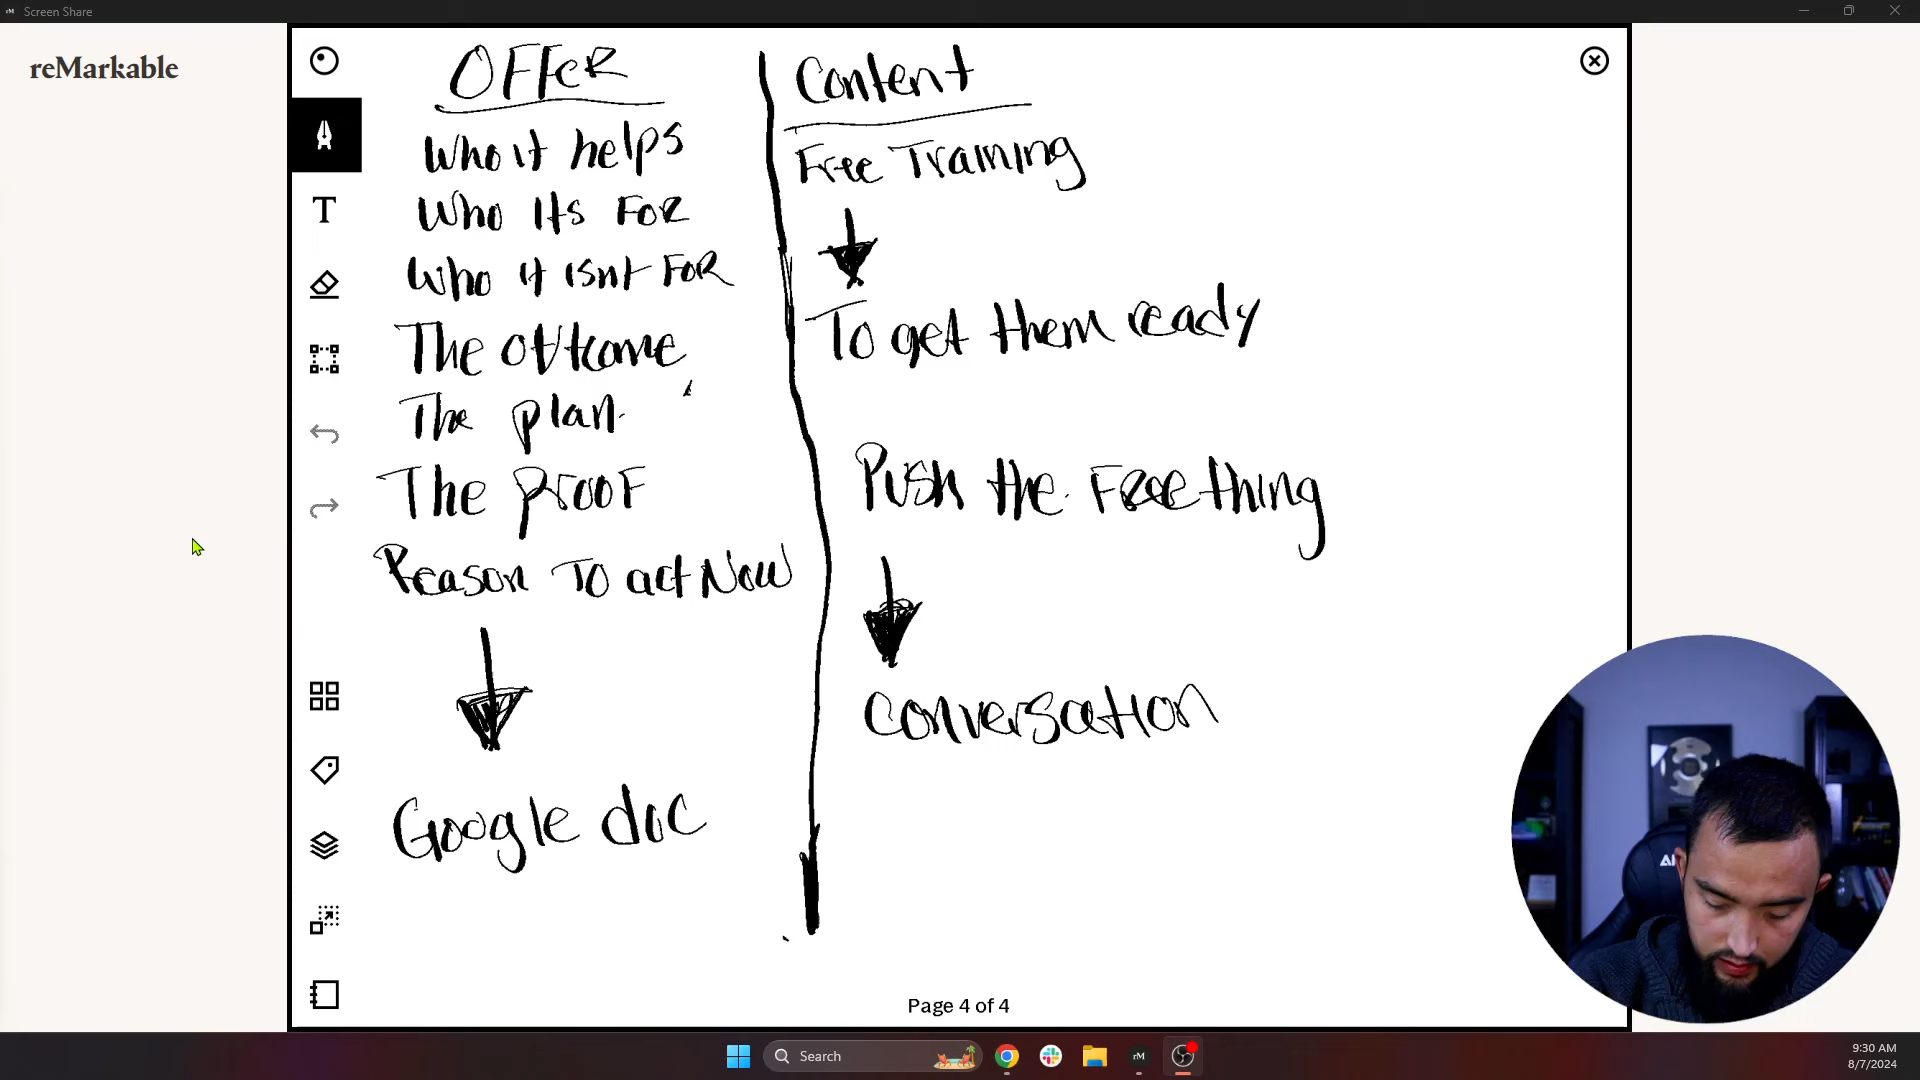 Screen Share
reMarkable
OFFER
Who it helps
Who its FOR
Who it isnt FOR
The outcome
The plan
The proof
Reason To act Now
Google doc
Content
Free Training
To get them ready
Push the Free thing
Conversation
Page 4 of 4
Search
9:30 AM
8/7/2024